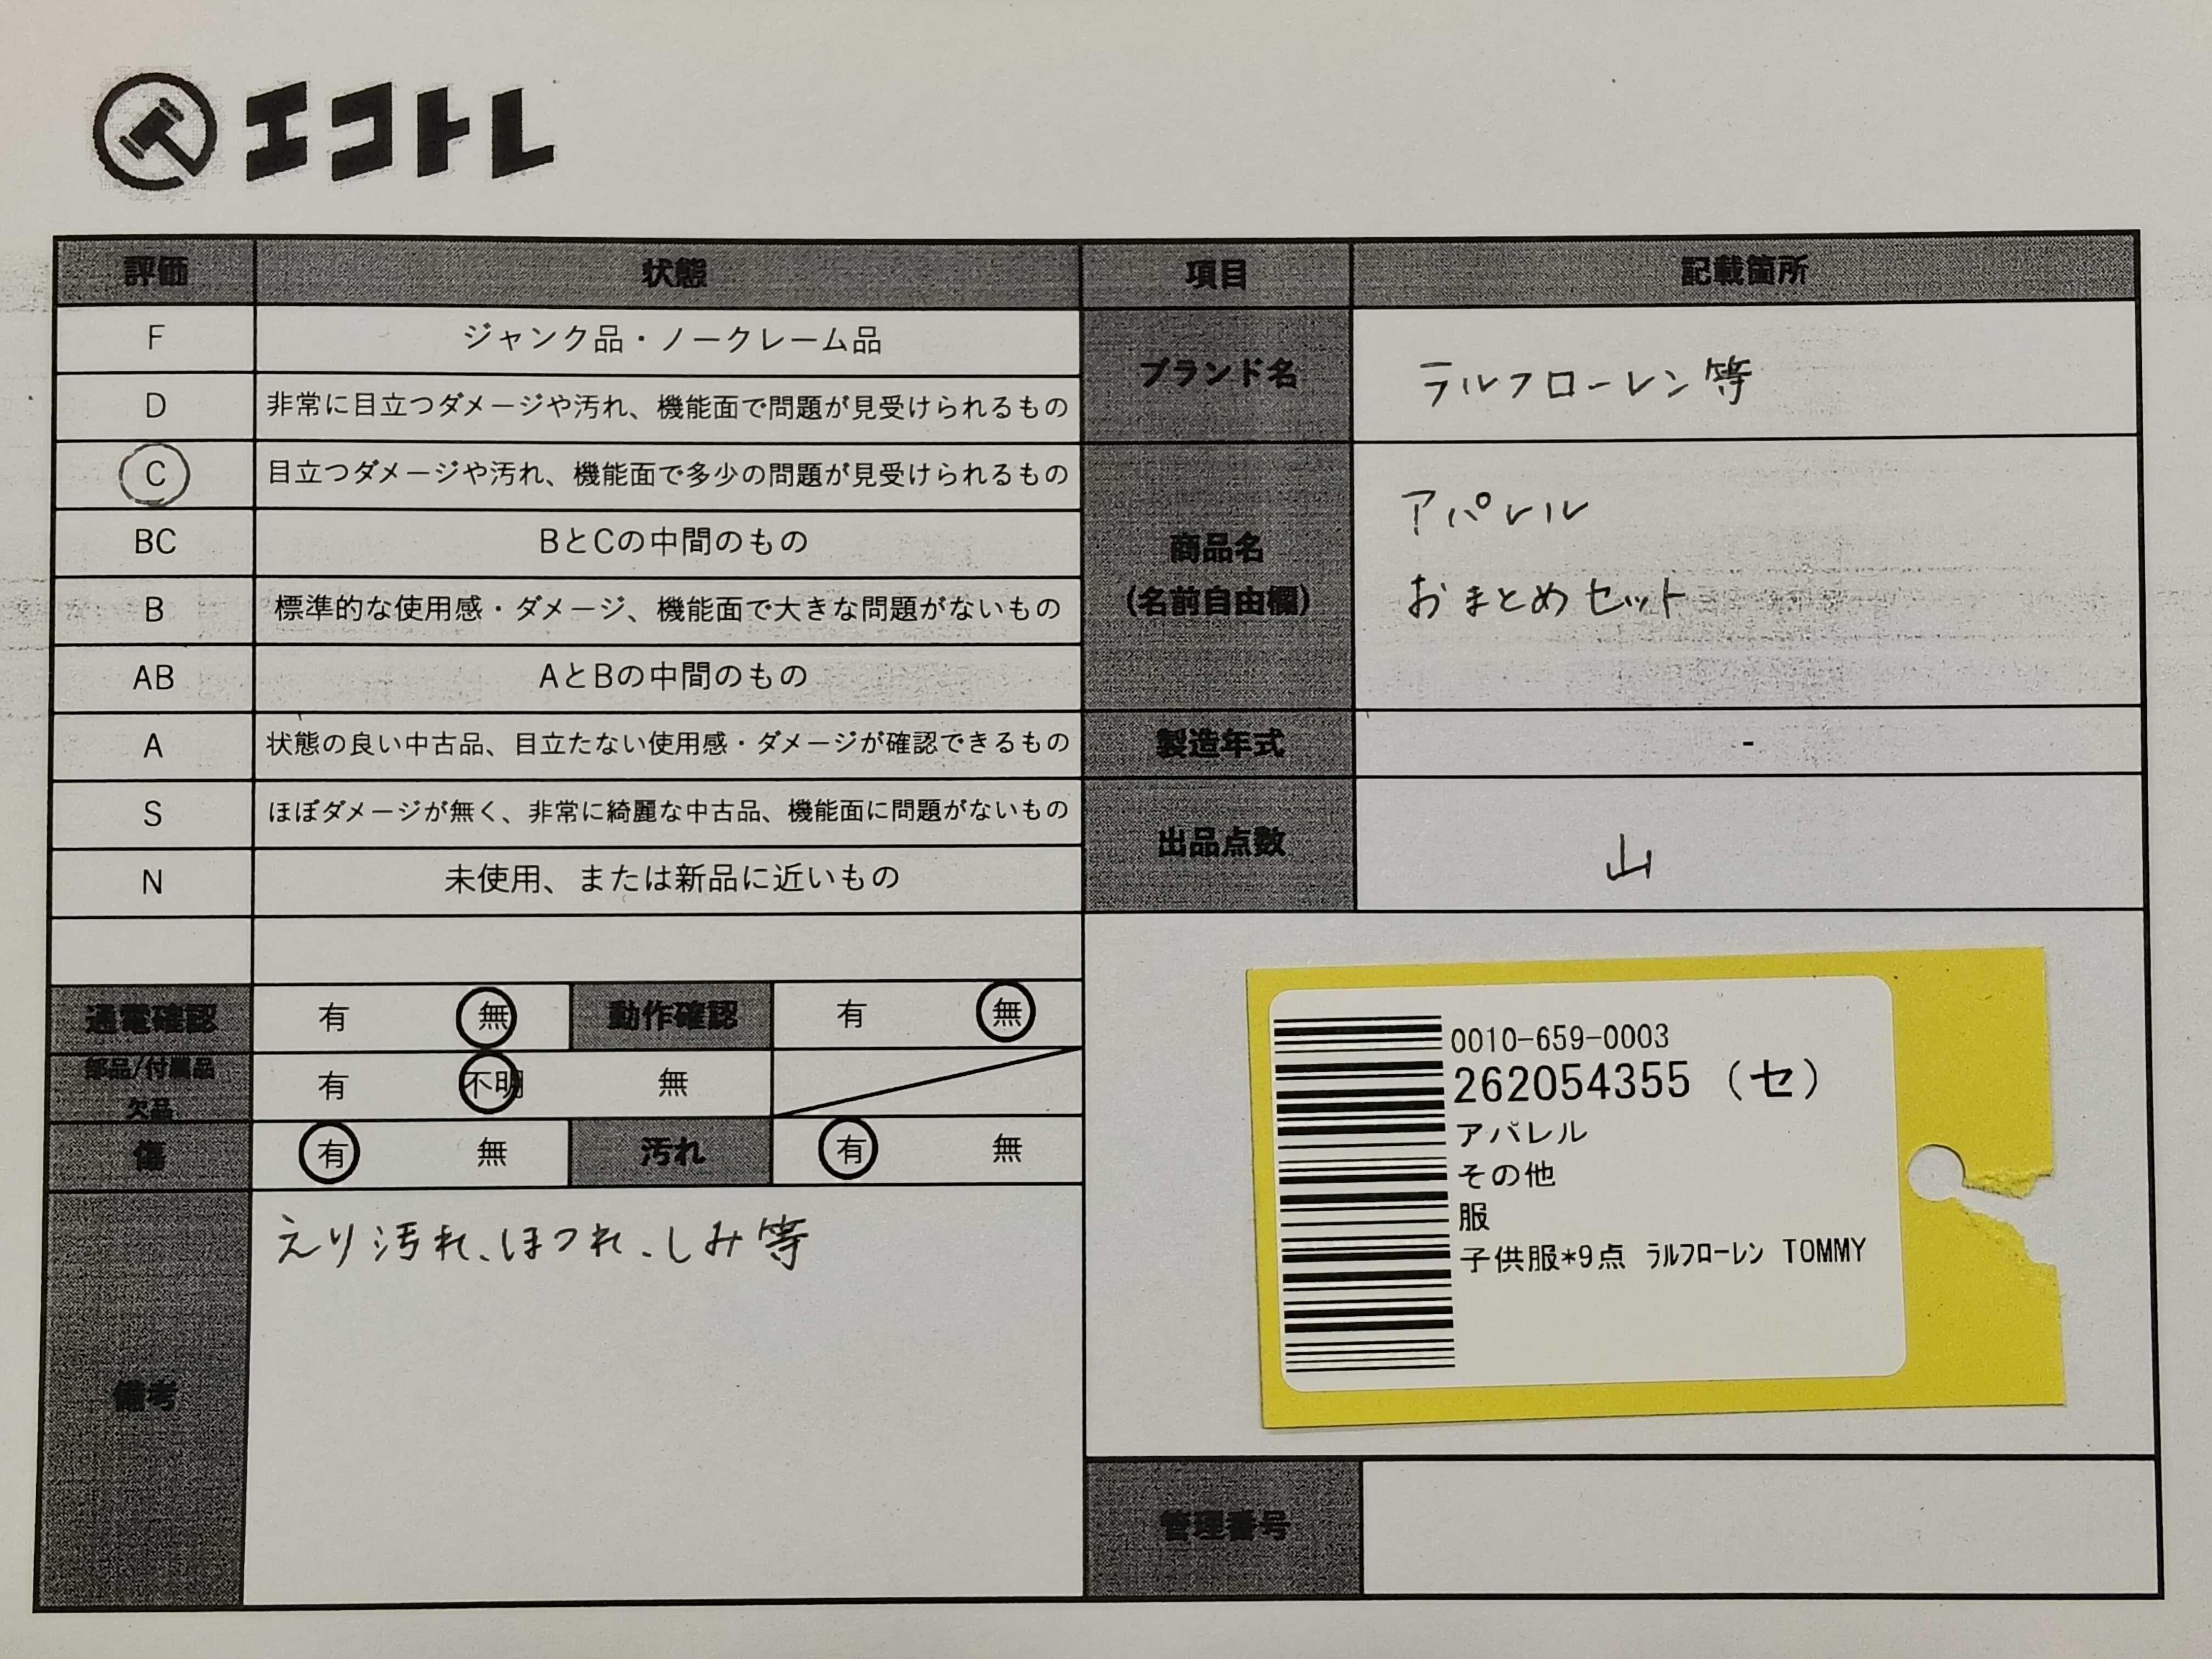 エコトレ
評価 状態 項目 記載箇所
F ジャンク品・ノークレーム品
D 非常に目立つダメージや汚れ、機能面で問題が見受けられるもの
C 目立つダメージや汚れ、機能面で多少の問題が見受けられるもの
BC BとCの中間のもの
B 標準的な使用感・ダメージ、機能面で大きな問題がないもの
AB AとBの中間のもの
A 状態の良い中古品、目立たない使用感・ダメージが確認できるもの
S ほぼダメージが無く、非常に綺麗な中古品、機能面に問題がないもの
N 未使用、または新品に近いもの
通電確認 有 無 動作確認 有 無
部品/付属品
欠品 有 不明 無
傷 有 無 汚れ 有 無
備考 えり汚れ、ほつれ、しみ等
ブランド名 ラルフローレン等
商品名
(名前自由欄)
アパレル
おまとめセット
製造年式 -
出品点数 山
0010-659-0003
262054355 (セ)
アパレル
その他
服
子供服*9点 ﾗﾙﾌﾛｰﾚﾝ TOMMY
管理番号